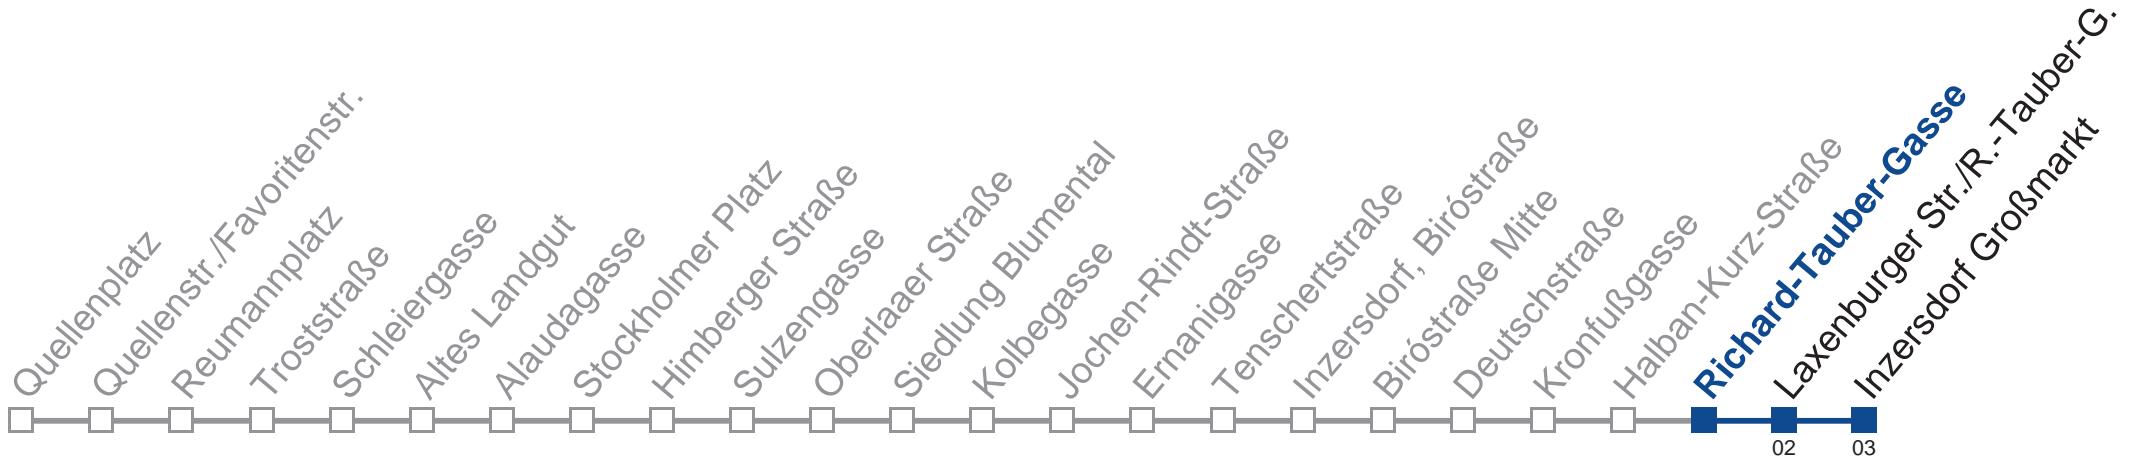 Quellenplatz
Quellenstr./Favoritenstr.
Reumannplatz
Troststraße
Schleiergasse
Altes Landgut
Alaudagasse
Stockholmer Platz
Himberger Straße
Sulzengasse
Oberlaaer Straße
Siedlung Blumental
Kolbegasse
Jochen-Rindt-Straße
Ernanigasse
Tenschertstraße
Inzersdorf, Biróstraße
Biróstraße Mitte
Deutschstraße
Kronfußgasse
Halban-Kurz-Straße
Richard-Tauber-Gasse
Laxenburger Str./R.-Tauber-G.
Inzersdorf Großmarkt
02
03